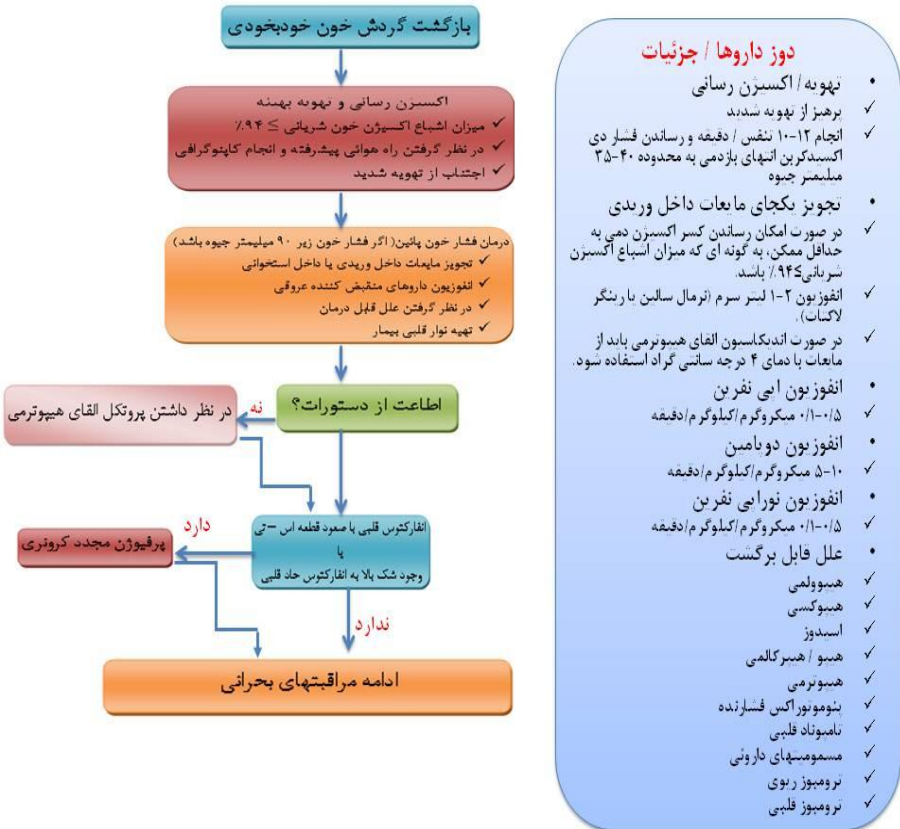 بازگشت گردش خون خودبخودی
اکسیژن رسانی و تهویه بهینه
میزان اشباع اکسیژن خون شریانی ≥ ۹۴٪
در نظر گرفتن راه هوائی پیشرفته و انجام کاپنوگرافی
اجتناب از تهویه شدید
درمان فشار خون پائین( اگر فشار خون زیر ۹۰ میلیمتر جیوه باشد)
تجویز مایعات داخل وریدی یا داخل استخوانی
انفوزیون داروهای منقبض کننده عروقی
در نظر گرفتن علل قابل درمان
تهیه نوار قلبی بیمار
اطاعت از دستورات؟
نه
در نظر داشتن پروتکل القای هیپوترمی
انفارکتوس قلبی با صعود قطعه اس – تی
یا
وجود شک بالا به انفارکتوس حاد قلبی
دارد
پرفیوژن مجدد کرونری
ندارد
ادامه مراقبتهای بحرانی
دوز داروها / جزئیات
• تهویه / اکسیژن رسانی
✓ پرهیز از تهویه شدید
✓ انجام ۱۲-۱۰ تنفس / دقیقه و رساندن فشار دی
اکسیدکربن انتهای بازدمی به محدوده ۴۰-۳۵
میلیمتر جیوه
• تجویز یکجای مایعات داخل وریدی
✓ در صورت امکان رساندن کسر اکسیژن دمی به
حداقل ممکن، به گونه ای که میزان اشباع اکسیژن
شریانی≥۹۴٪ باشد.
✓ انفوزیون ۲-۱ لیتر سرم (نرمال سالین یا رینگر
لاکتات).
✓ در صورت اندیکاسیون القای هیپوترمی باید از
مایعات با دمای ۴ درجه سانتی گراد استفاده شود.
• انفوزیون اپی نفرین
✓ ۰/۱-۰/۵ میکروگرم/کیلوگرم/دقیقه
• انفوزیون دوپامین
✓ ۵-۱۰ میکروگرم/کیلوگرم/دقیقه
• انفوزیون نوراپی نفرین
✓ ۰/۱-۰/۵ میکروگرم/کیلوگرم/دقیقه
• علل قابل برگشت
✓ هیپوولمی
✓ هیپوکسی
✓ اسیدوز
✓ هیپو / هیپرکالمی
✓ هیپوترمی
✓ پنوموتوراکس فشارنده
✓ تامپوناد قلبی
✓ مسمومیتهای داروئی
✓ ترومبوز ریوی
✓ ترومبوز قلبی